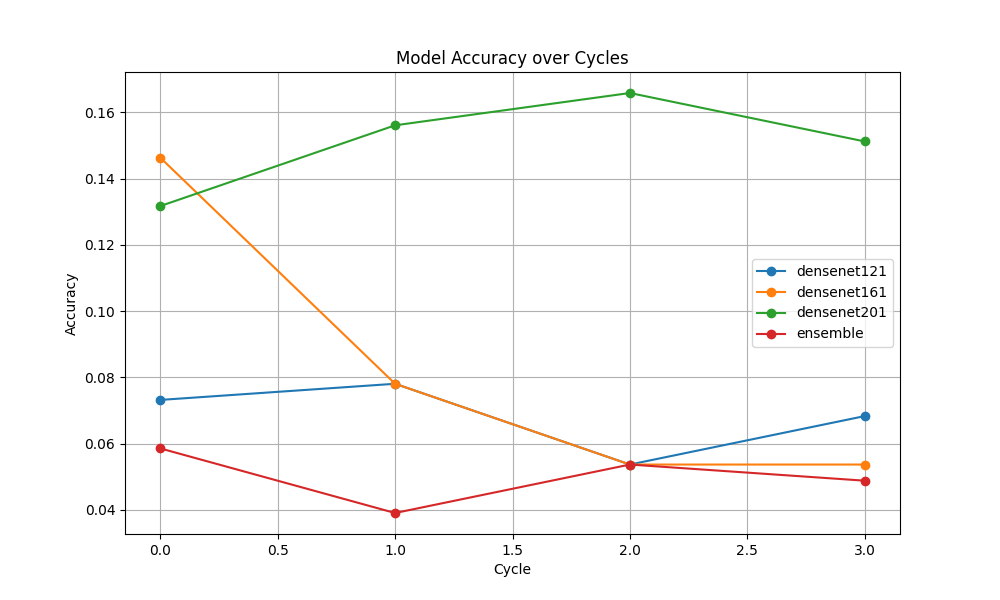 Model Accuracy over Cycles
Accuracy
0.16
0.14
0.12
0.10
0.08
0.06
0.04
densenet121
densenet161
densenet201
ensemble
0.0 0.5 1.0 1.5 2.0 2.5 3.0
Cycle